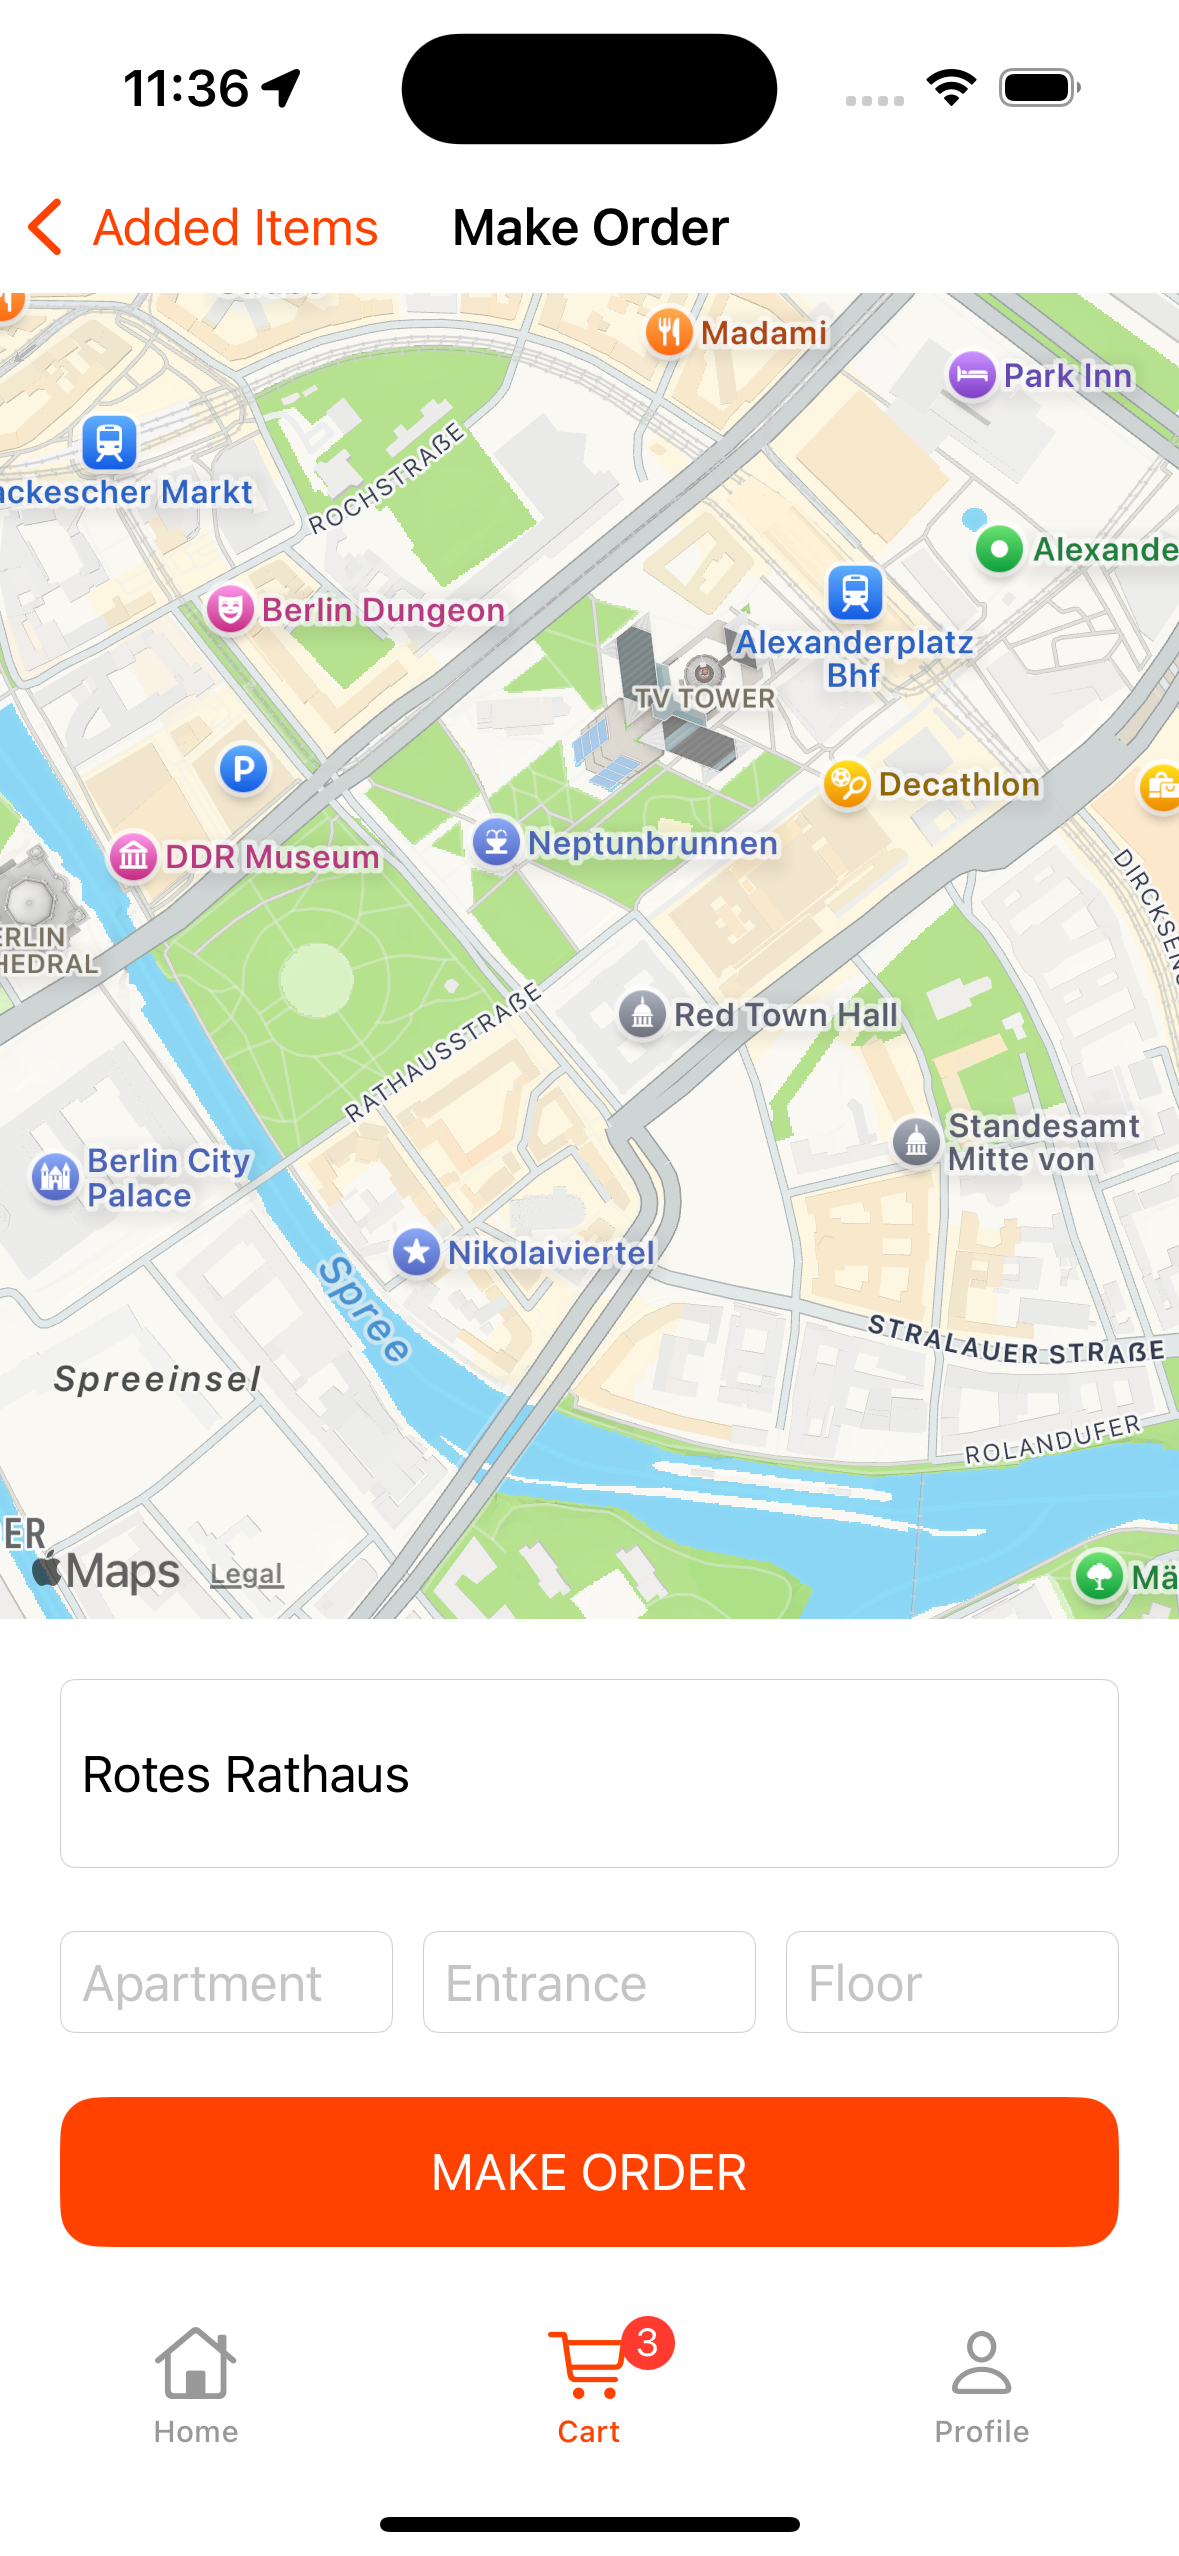 11:36
Added Items
Make Order
Madami
Park Inn
ROCHSTRAẞE
ackescher Markt
Alexande
Berlin Dungeon
Alexanderplatz
Bhf
TV TOWER
P
Decathlon
Neptunbrunnen
DDR Museum
DIRCKSEN
ERLIN
HEDRAL
RATHAUSSTRAẞE
Red Town Hall
Standesamt
Mitte von
Berlin City
Palace
Nikolaiviertel
Spree
STRALAUER STRAẞE
Spreeinsel
ROLANDUFER
ER
Maps
Legal
Mä
Rotes Rathaus
Apartment
Entrance
Floor
MAKE ORDER
3
Home
Cart
Profile